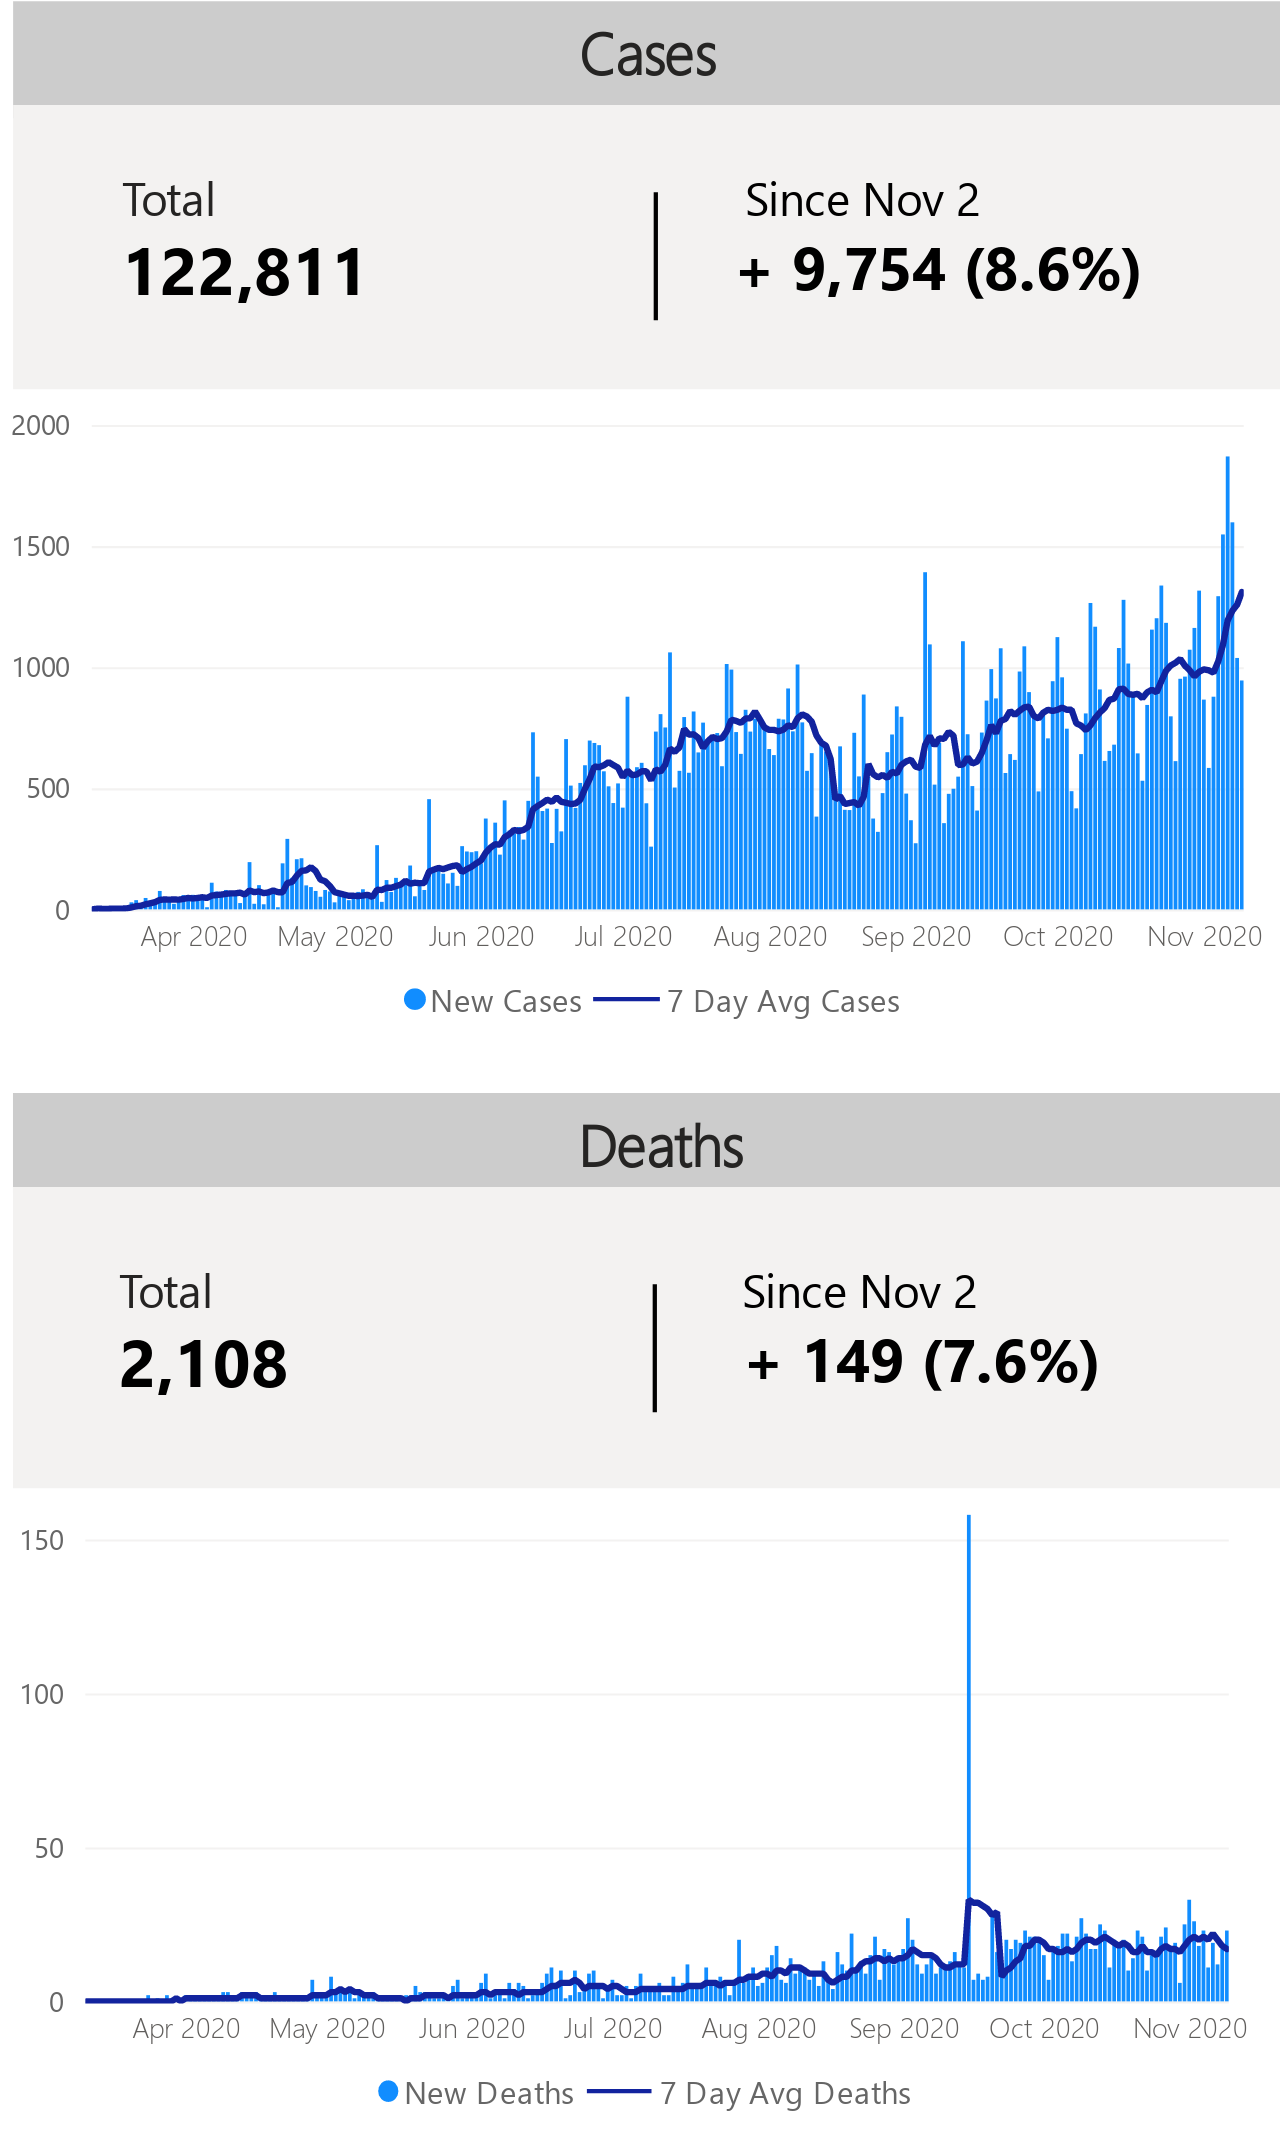 Cases
Total
Since Nov 2
122,811
+ 9,754 (8.6%)
2000
1500
1000
500
0
Apr 2020 May 2020 Jun 2020 Jul 2020 Aug 2020 Sep 2020 Oct 2020 Nov 2020
New Cases 7 Day Avg Cases
Deaths
Total
Since Nov 2
2,108
+ 149 (7.6%)
150
100
50
0
Apr 2020 May 2020 Jun 2020 Jul 2020 Aug 2020 Sep 2020 Oct 2020 Nov 2020
New Deaths 7 Day Avg Deaths